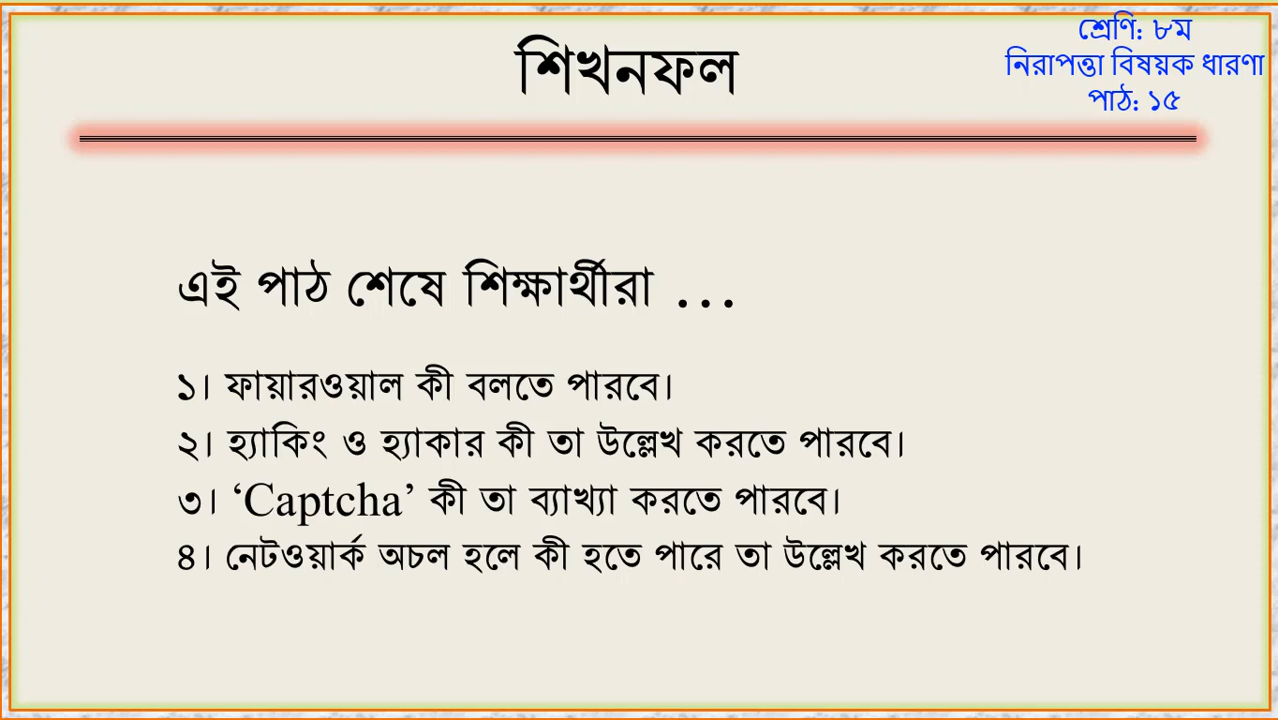 শিখনফল
শ্রেণি: ৮ম
নিরাপত্তা বিষয়ক ধারণা
পাঠ: ১৫
এই পাঠ শেষে শিক্ষার্থীরা ...
১। ফায়ারওয়াল কী বলতে পারবে।
২। হ্যাকিং ও হ্যাকার কী তা উল্লেখ করতে পারবে।
৩। ‘Captcha’ কী তা ব্যাখ্যা করতে পারবে।
৪। নেটওয়ার্ক অচল হলে কী হতে পারে তা উল্লেখ করতে পারবে।